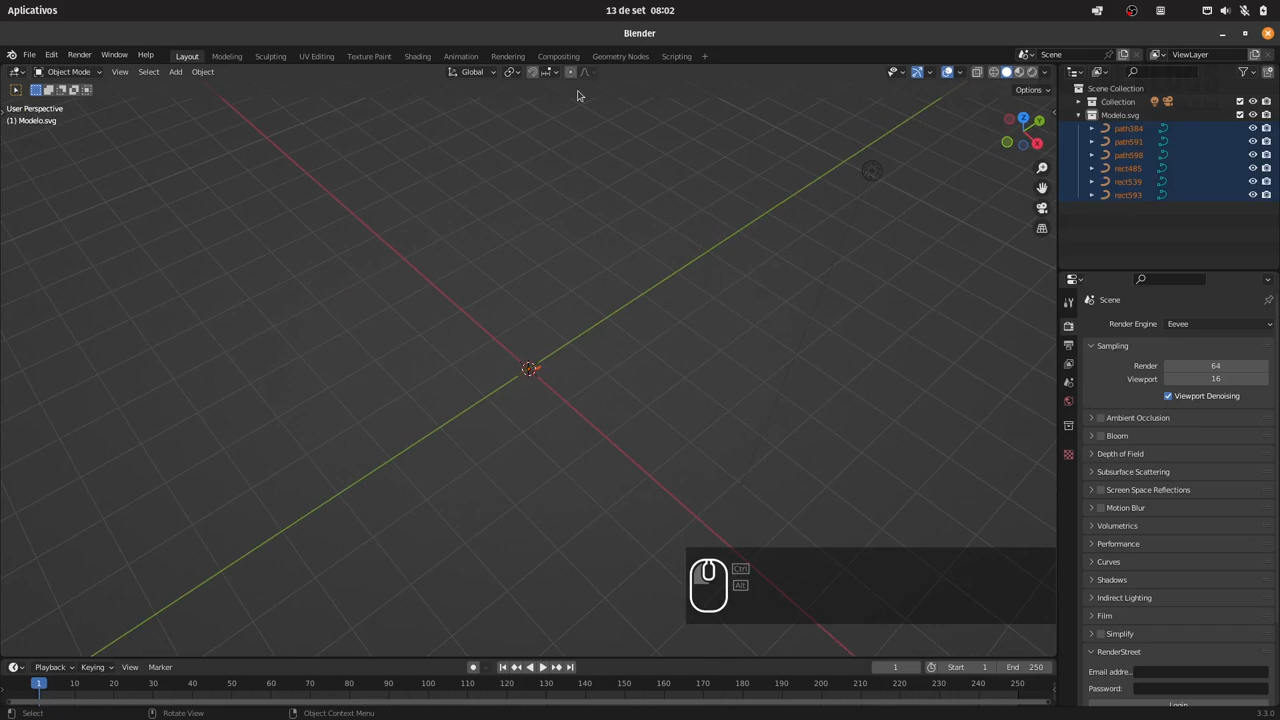 Aplicativos
13 de set 08:02
Blender
File Edit Render Window Help
Layout Modeling Sculpting UV Editing Texture Paint Shading Animation Rendering Compositing Geometry Nodes Scripting +
Scene
ViewLayer
Object Mode View Select Add Object
Global
Options
User Perspective
(1) Modelo.svg
Z
Y
X
Scene Collection
Collection
Modelo.svg
path384
path591
path598
rect485
rect539
rect593
Scene
Render Engine Eevee
Sampling
Render 64
Viewport 16
Viewport Denoising
Ambient Occlusion
Bloom
Depth of Field
Subsurface Scattering
Screen Space Reflections
Motion Blur
Volumetrics
Performance
Curves
Shadows
Indirect Lighting
Film
Simplify
RenderStreet
Email addre..
Password:
Login
Ctrl
Alt
Playback Keying View Marker
1 Start 1 End 250
1 10 20 30 40 50 60 70 80 90 100 110 120 130 140 150 160 170 180 190 200 210 220 230 240 250
Select Rotate View Object Context Menu
3.3.0